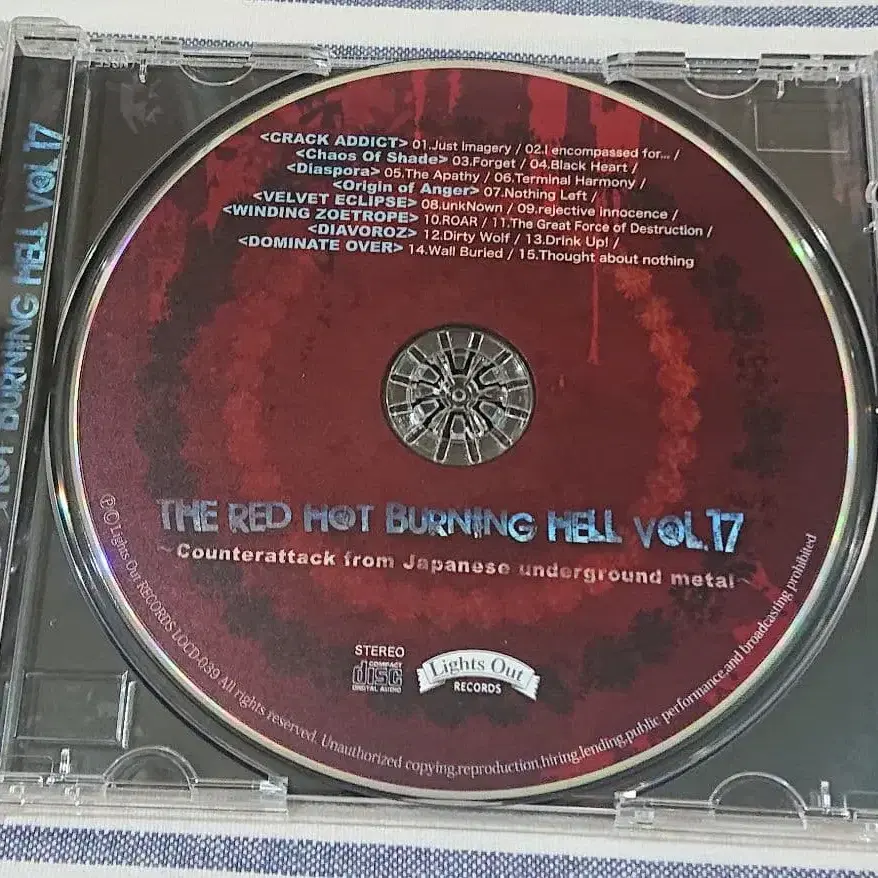 <CRACK ADDICT> 01.Just Imagery / 02.I encompassed for... /
<Chaos Of Shade> 03.Forget / 04.Black Heart /
<Diaspora> 05.The Apathy / 06.Terminal Harmony /
<Origin of Anger> 07.Nothing Left /
<VELVET ECLIPSE> 08.unkNown / 09.rejective innocence /
<WINDING ZOETROPE> 10.ROAR / 11.The Great Force of Destruction /
<DIAVOROZ> 12.Dirty Wolf / 13.Drink Up! /
<DOMINATE OVER> 14.Wall Buried / 15.Thought about nothing
THE RED HOT BURNING HELL VOL.17
~Counterattack from Japanese underground metal~
STEREO
COMPACT
disc
DIGITAL AUDIO
Lights Out
RECORDS
ⓅⒸLights Out RECORDS LOCD-039 All rights reserved. Unauthorized copying,reproduction,hiring,lending,public performance,and broadcasting prohibited
HOT BURNING HELL VOL.17